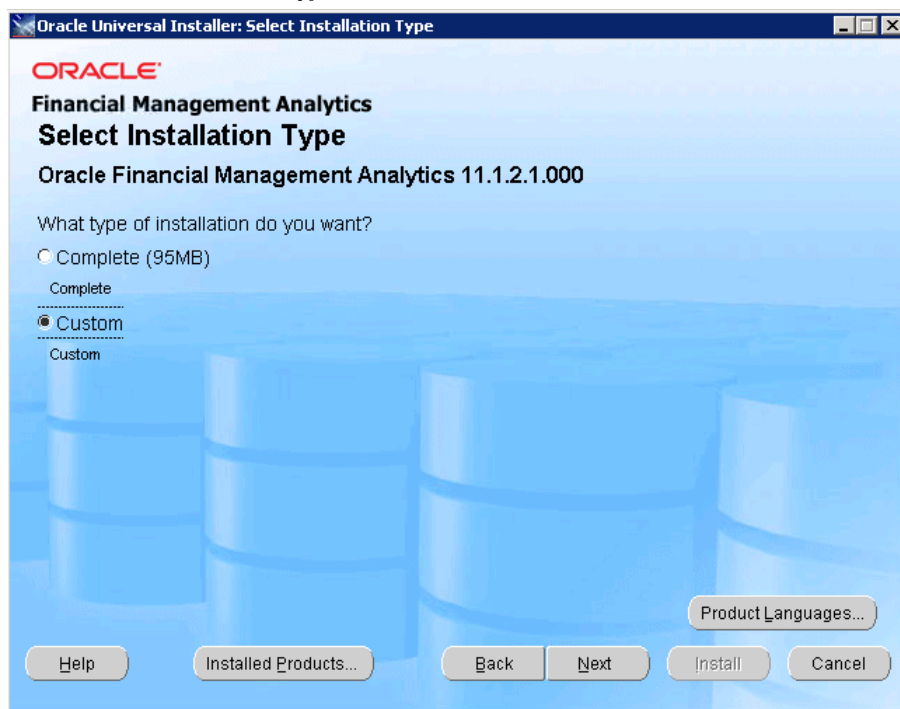 Oracle Universal Installer: Select Installation Type
ORACLE
Financial Management Analytics
Select Installation Type
Oracle Financial Management Analytics 11.1.2.1.000
What type of installation do you want?
Complete (95MB)
Complete
Custom
Custom
Product Languages...
Help Installed Products... Back Next Install Cancel